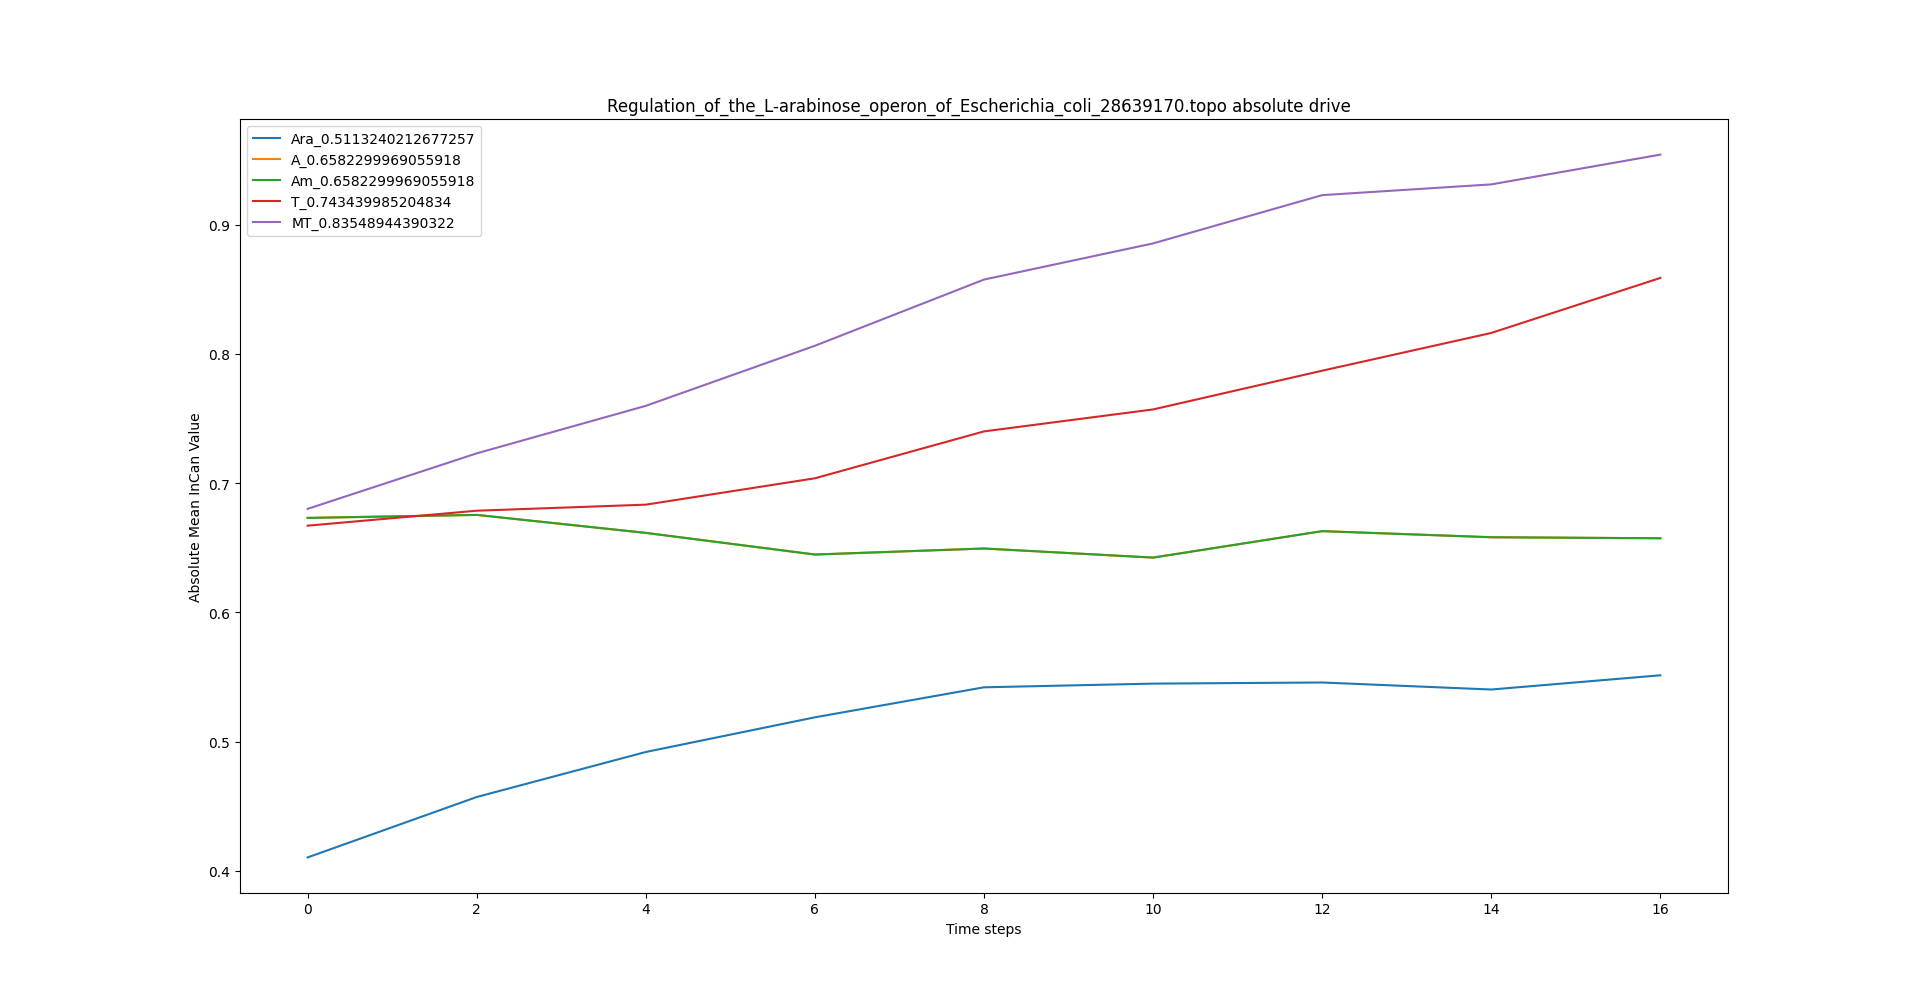 Regulation_of_the_L-arabinose_operon_of_Escherichia_coli_28639170.topo absolute drive
Ara_0.5113240212677257
A_0.6582299969055918
Am_0.6582299969055918
T_0.743439985204834
MT_0.83548944390322
0.9
0.8
0.7
0.6
0.5
0.4
Absolute Mean InCan Value
0 2 4 6 8 10 12 14 16
Time steps